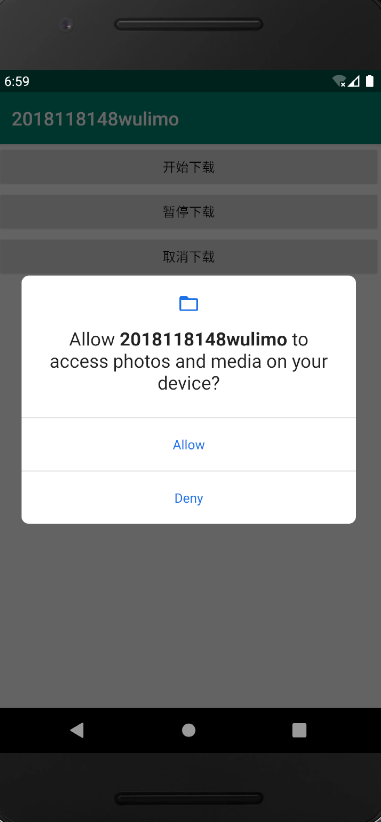 6:59
2018118148wulimo
开始下载
暂停下载
取消下载
Allow 2018118148wulimo to
access photos and media on your
device?
Allow
Deny